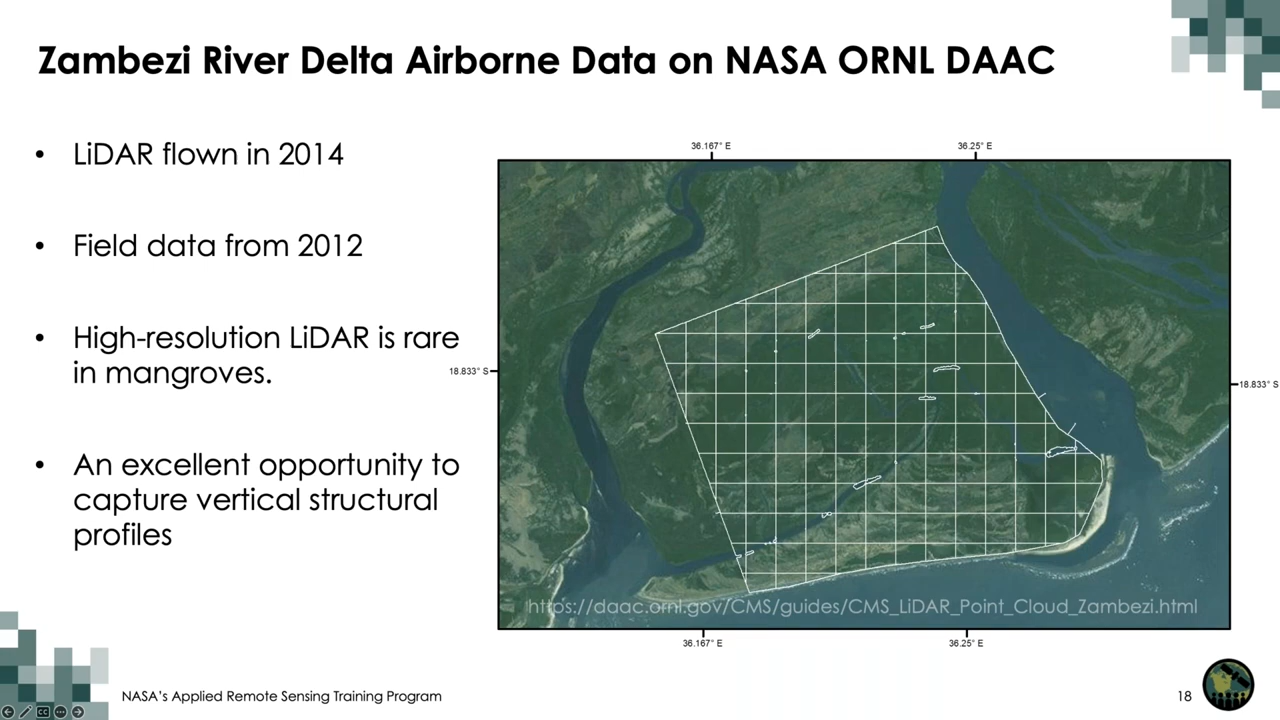 Zambezi River Delta Airborne Data on NASA ORNL DAAC
• LiDAR flown in 2014
• Field data from 2012
• High-resolution LiDAR is rare
in mangroves.
• An excellent opportunity to
capture vertical structural
profiles
36.167° E
36.25° E
18.833° S
18.833° S
https://daac.ornl.gov/CMS/guides/CMS_LiDAR_Point_Cloud_Zambezi.html
36.167° E
36.25° E
NASA's Applied Remote Sensing Training Program
18